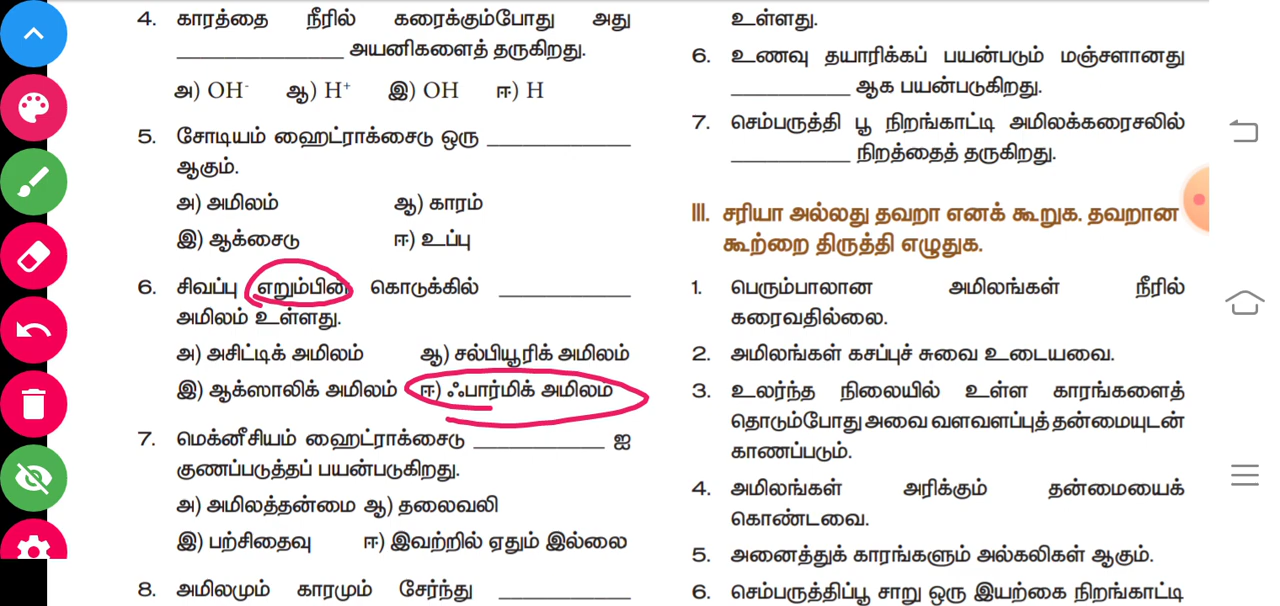 4. காரத்தை நீரில் கரைக்கும்போது அது
____________ அயனிகளைத் தருகிறது.
அ) OH- ஆ) H+ இ) OH ஈ) H
5. சோடியம் ஹைட்ராக்சைடு ஒரு ____________
ஆகும்.
அ) அமிலம் ஆ) காரம்
இ) ஆக்சைடு ஈ) உப்பு
6. சிவப்பு எறும்பின் கொடுக்கில் ____________
அமிலம் உள்ளது.
அ) அசிட்டிக் அமிலம் ஆ) சல்பியூரிக் அமிலம்
இ) ஆக்ஸாலிக் அமிலம் ஈ) ஃபார்மிக் அமிலம்
7. மெக்னீசியம் ஹைட்ராக்சைடு ____________ ஐ
குணப்படுத்தப் பயன்படுகிறது.
அ) அமிலத்தன்மை ஆ) தலைவலி
இ) பற்சிதைவு ஈ) இவற்றில் ஏதும் இல்லை
8. அமிலமும் காரமும் சேர்ந்து ____________
உள்ளது.
6. உணவு தயாரிக்கப் பயன்படும் மஞ்சளானது
____________ ஆக பயன்படுகிறது.
7. செம்பருத்தி பூ நிறங்காட்டி அமிலக்கரைசலில்
____________ நிறத்தைத் தருகிறது.
III. சரியா அல்லது தவறா எனக் கூறுக. தவறான
கூற்றை திருத்தி எழுதுக.
1. பெரும்பாலான அமிலங்கள் நீரில்
கரைவதில்லை.
2. அமிலங்கள் கசப்புச் சுவை உடையவை.
3. உலர்ந்த நிலையில் உள்ள காரங்களைத்
தொடும்போது அவை வளவளப்புத் தன்மையுடன்
காணப்படும்.
4. அமிலங்கள் அரிக்கும் தன்மையைக்
கொண்டவை.
5. அனைத்துக் காரங்களும் அல்கலிகள் ஆகும்.
6. செம்பருத்திப்பூ சாறு ஒரு இயற்கை நிறங்காட்டி